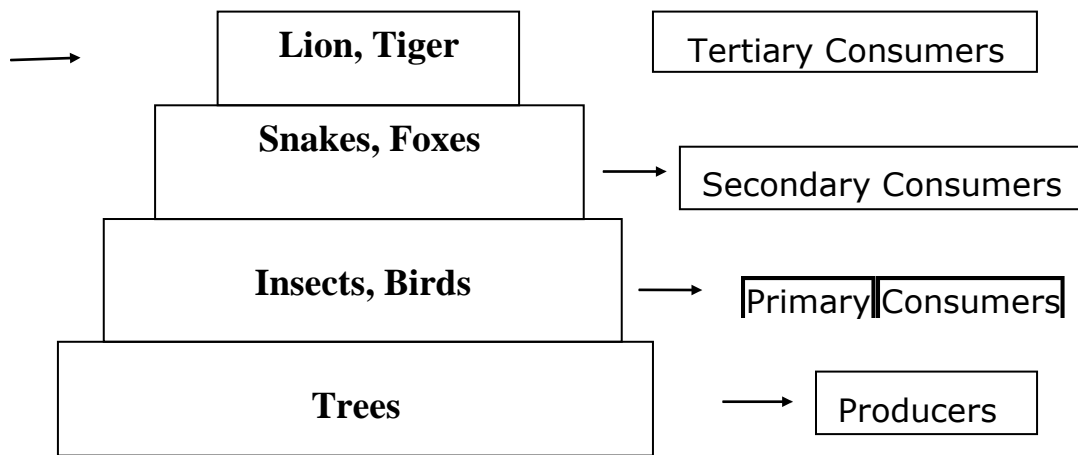 Lion, Tiger
Tertiary Consumers
Snakes, Foxes
Secondary Consumers
Insects, Birds
Primary Consumers
Trees
Producers